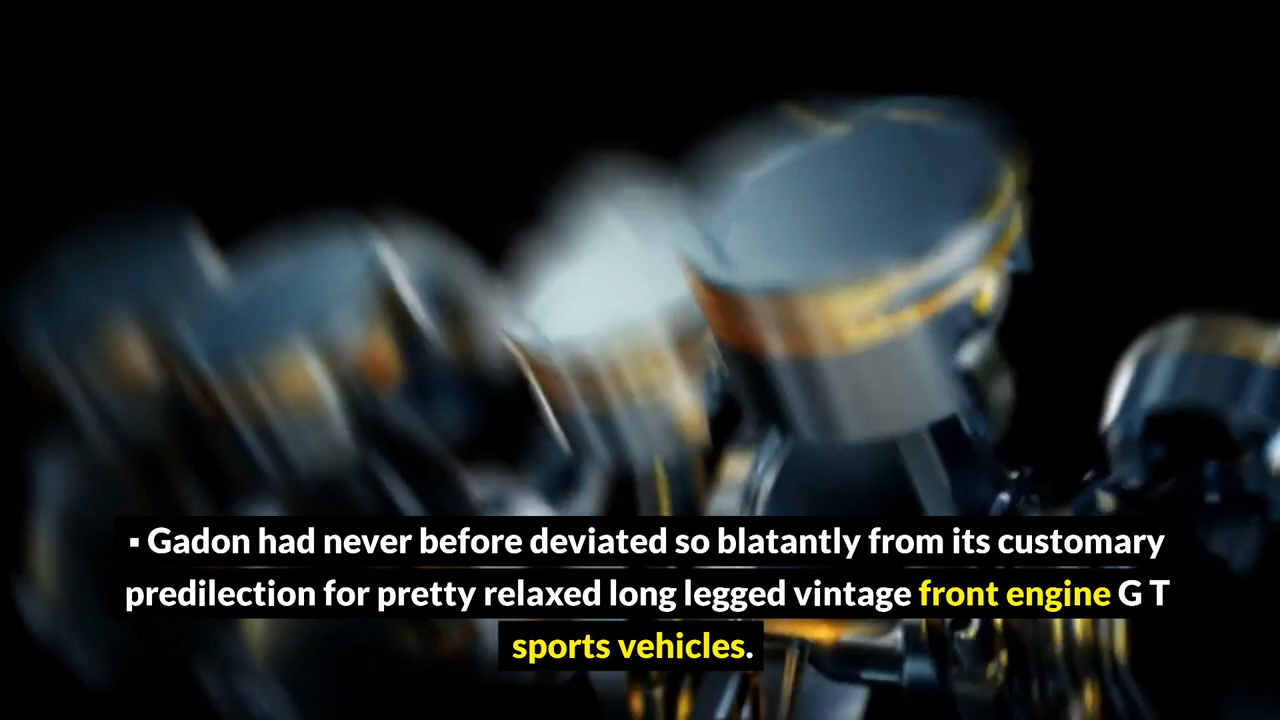 ▪ Gadon had never before deviated so blatantly from its customary
predilection for pretty relaxed long legged vintage front engine G T
sports vehicles.